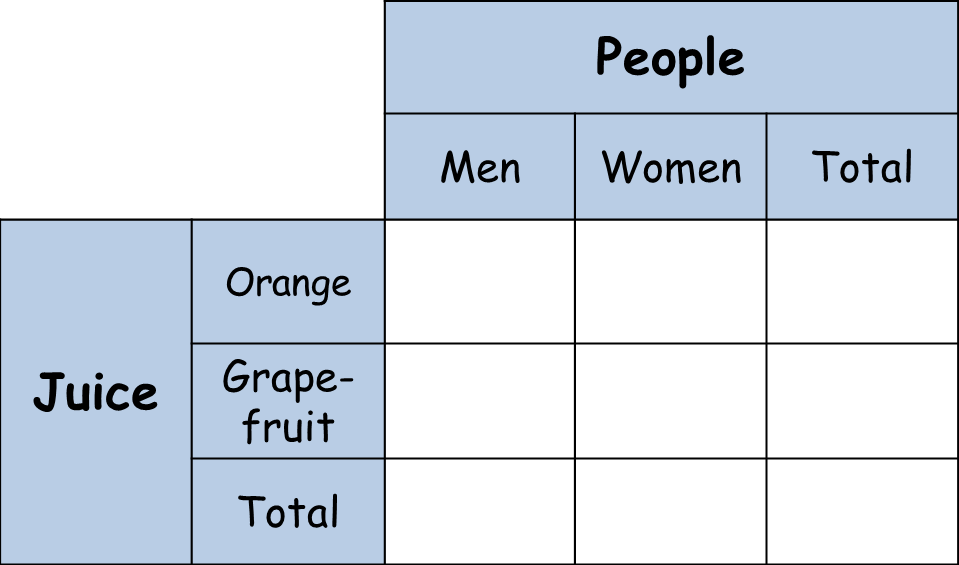 People
Men Women Total
Orange
Juice
Grape-
fruit
Total